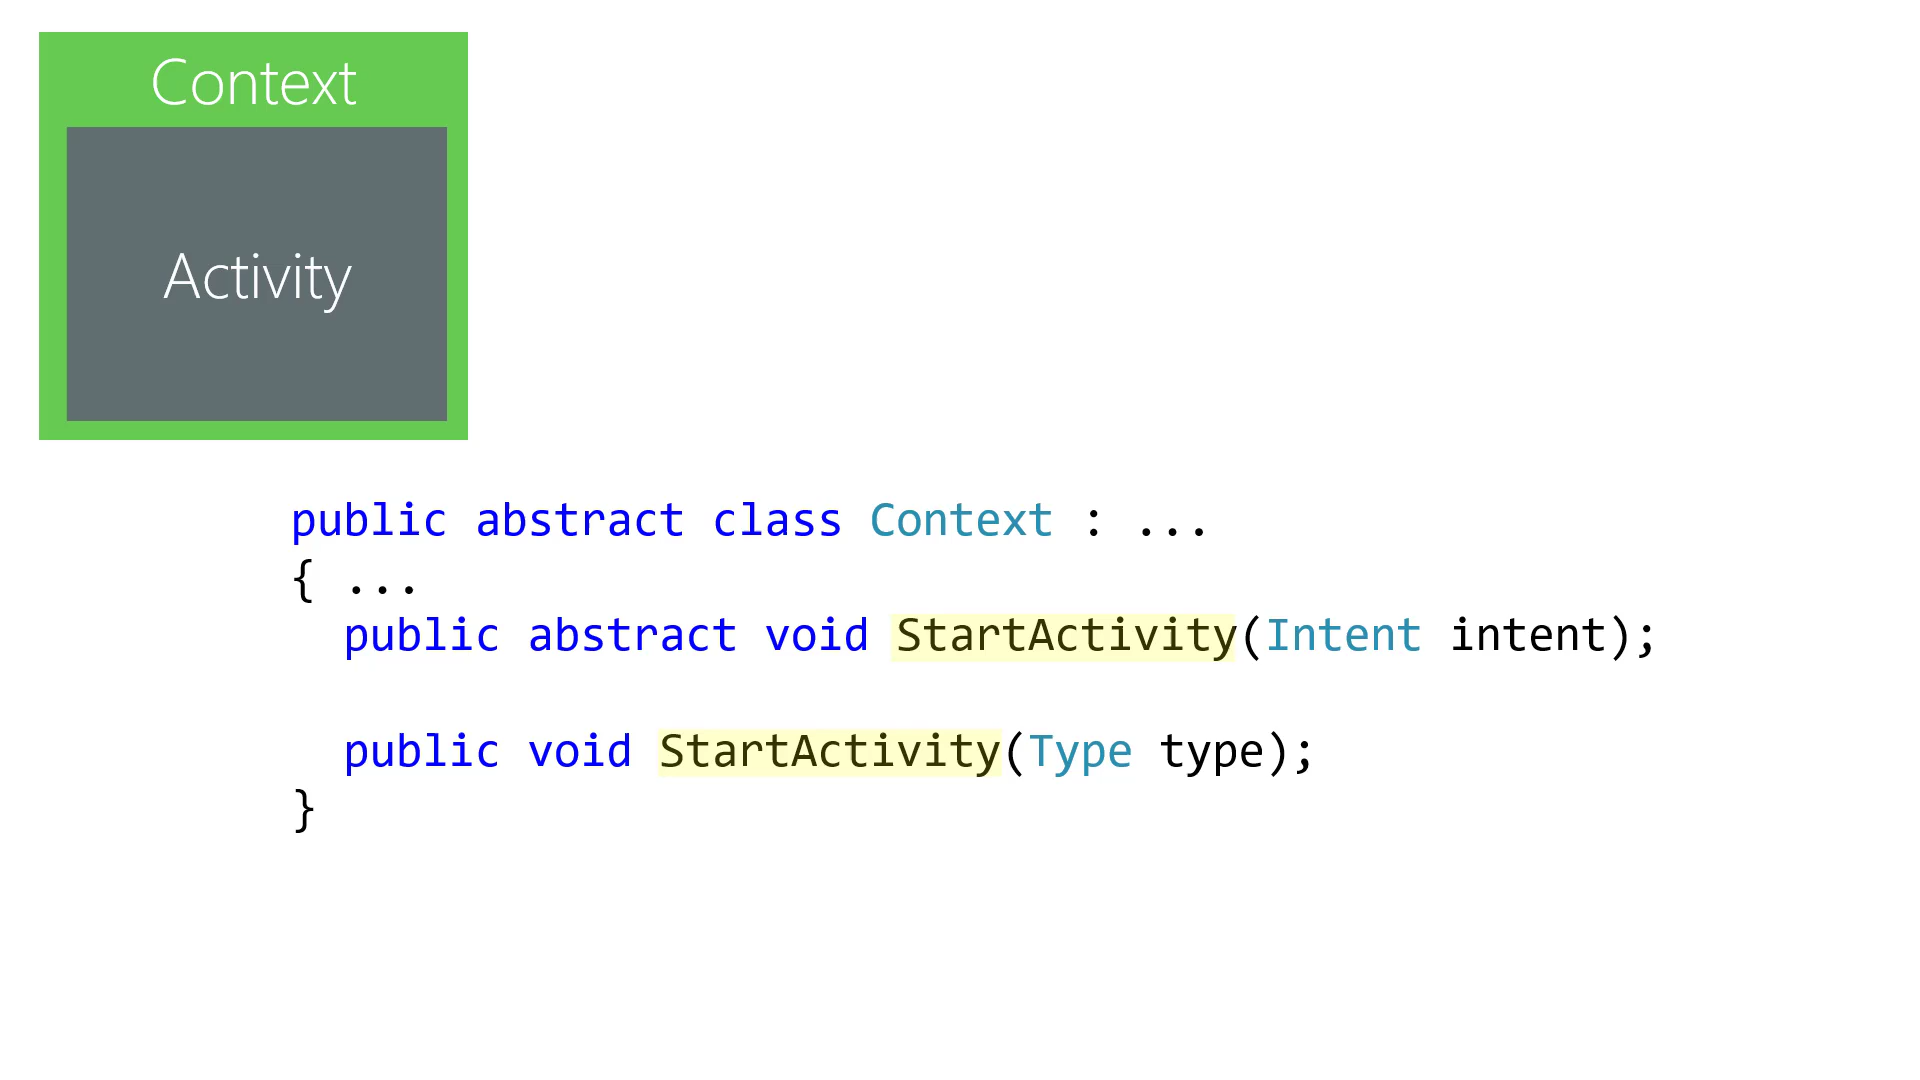 Context
Activity
public abstract class Context : ...
{ ...
public abstract void StartActivity(Intent intent);
public void StartActivity(Type type);
}